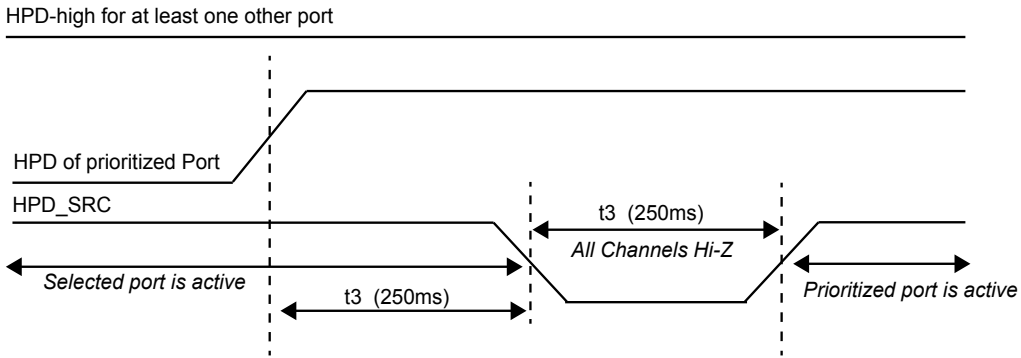 HPD-high for at least one other port
HPD of prioritized Port
HPD_SRC
t3 (250ms)
All Channels Hi-Z
Selected port is active
Prioritized port is active
t3 (250ms)